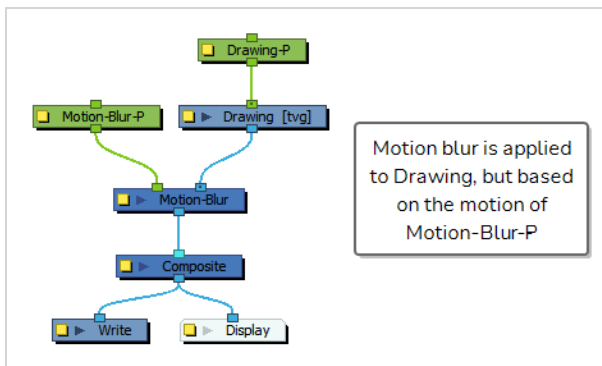 Drawing-P
Motion-Blur-P
Drawing [tvg]
Motion blur is applied
to Drawing, but based
on the motion of
Motion-Blur-P
Motion-Blur
Composite
Write
Display